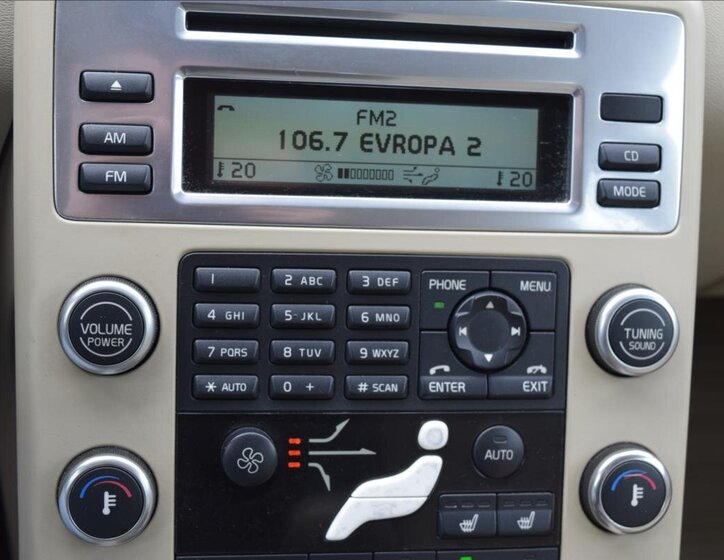 FM2
106.7 EVROPA 2
20
20
AM
FM
CD
MODE
1
2 ABC
3 DEF
4 GHI
5 JKL
6 MNO
7 PQRS
8 TUV
9 WXYZ
* AUTO
0 +
# SCAN
PHONE
MENU
ENTER
EXIT
VOLUME
POWER
TUNING
SOUND
AUTO